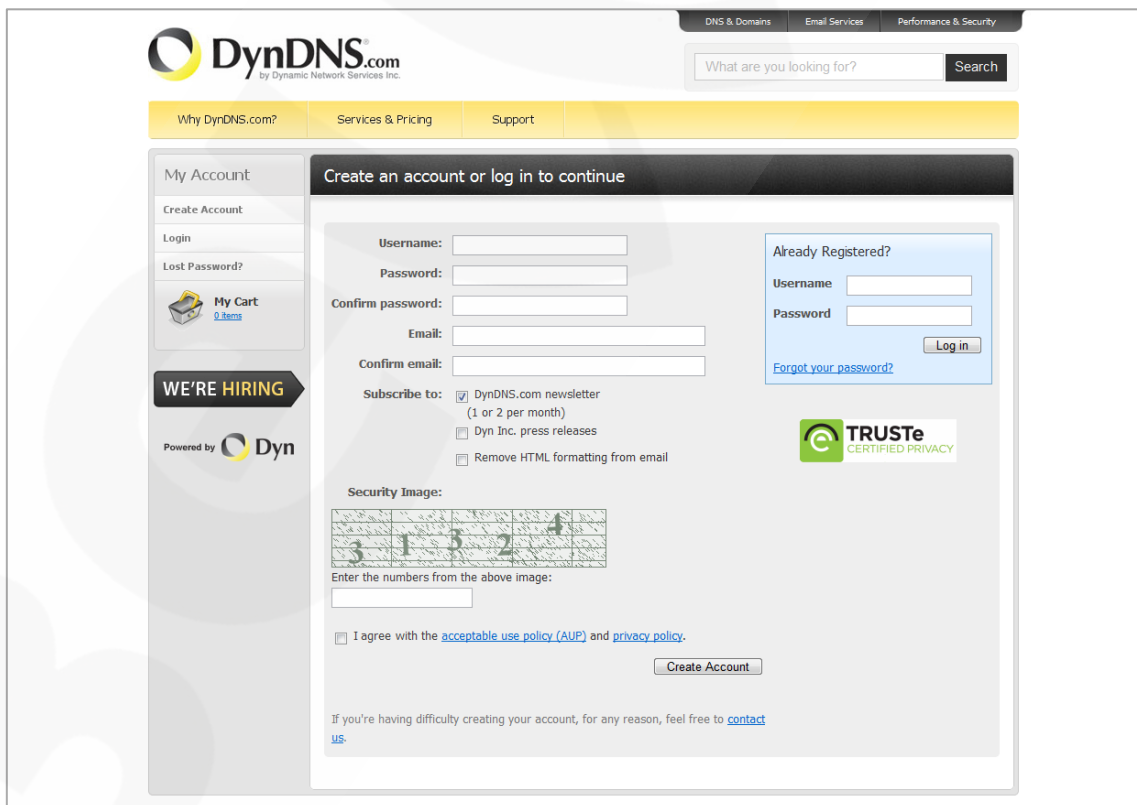 DNS & Domains
Email Services
Performance & Security
DynDNS.com
by Dynamic Network Services Inc.
What are you looking for?
Search
Why DynDNS.com?
Services & Pricing
Support
My Account
Create Account
Login
Lost Password?
My Cart
0 items
WE'RE HIRING
Powered by Dyn
Create an account or log in to continue
Username:
Password:
Confirm password:
Email:
Confirm email:
Subscribe to:
DynDNS.com newsletter
(1 or 2 per month)
Dyn Inc. press releases
Remove HTML formatting from email
Security Image:
3 1 3 2 4
Enter the numbers from the above image:
I agree with the acceptable use policy (AUP) and privacy policy.
Create Account
If you're having difficulty creating your account, for any reason, feel free to contact
us.
Already Registered?
Username
Password
Log in
Forgot your password?
TRUSTe
CERTIFIED PRIVACY